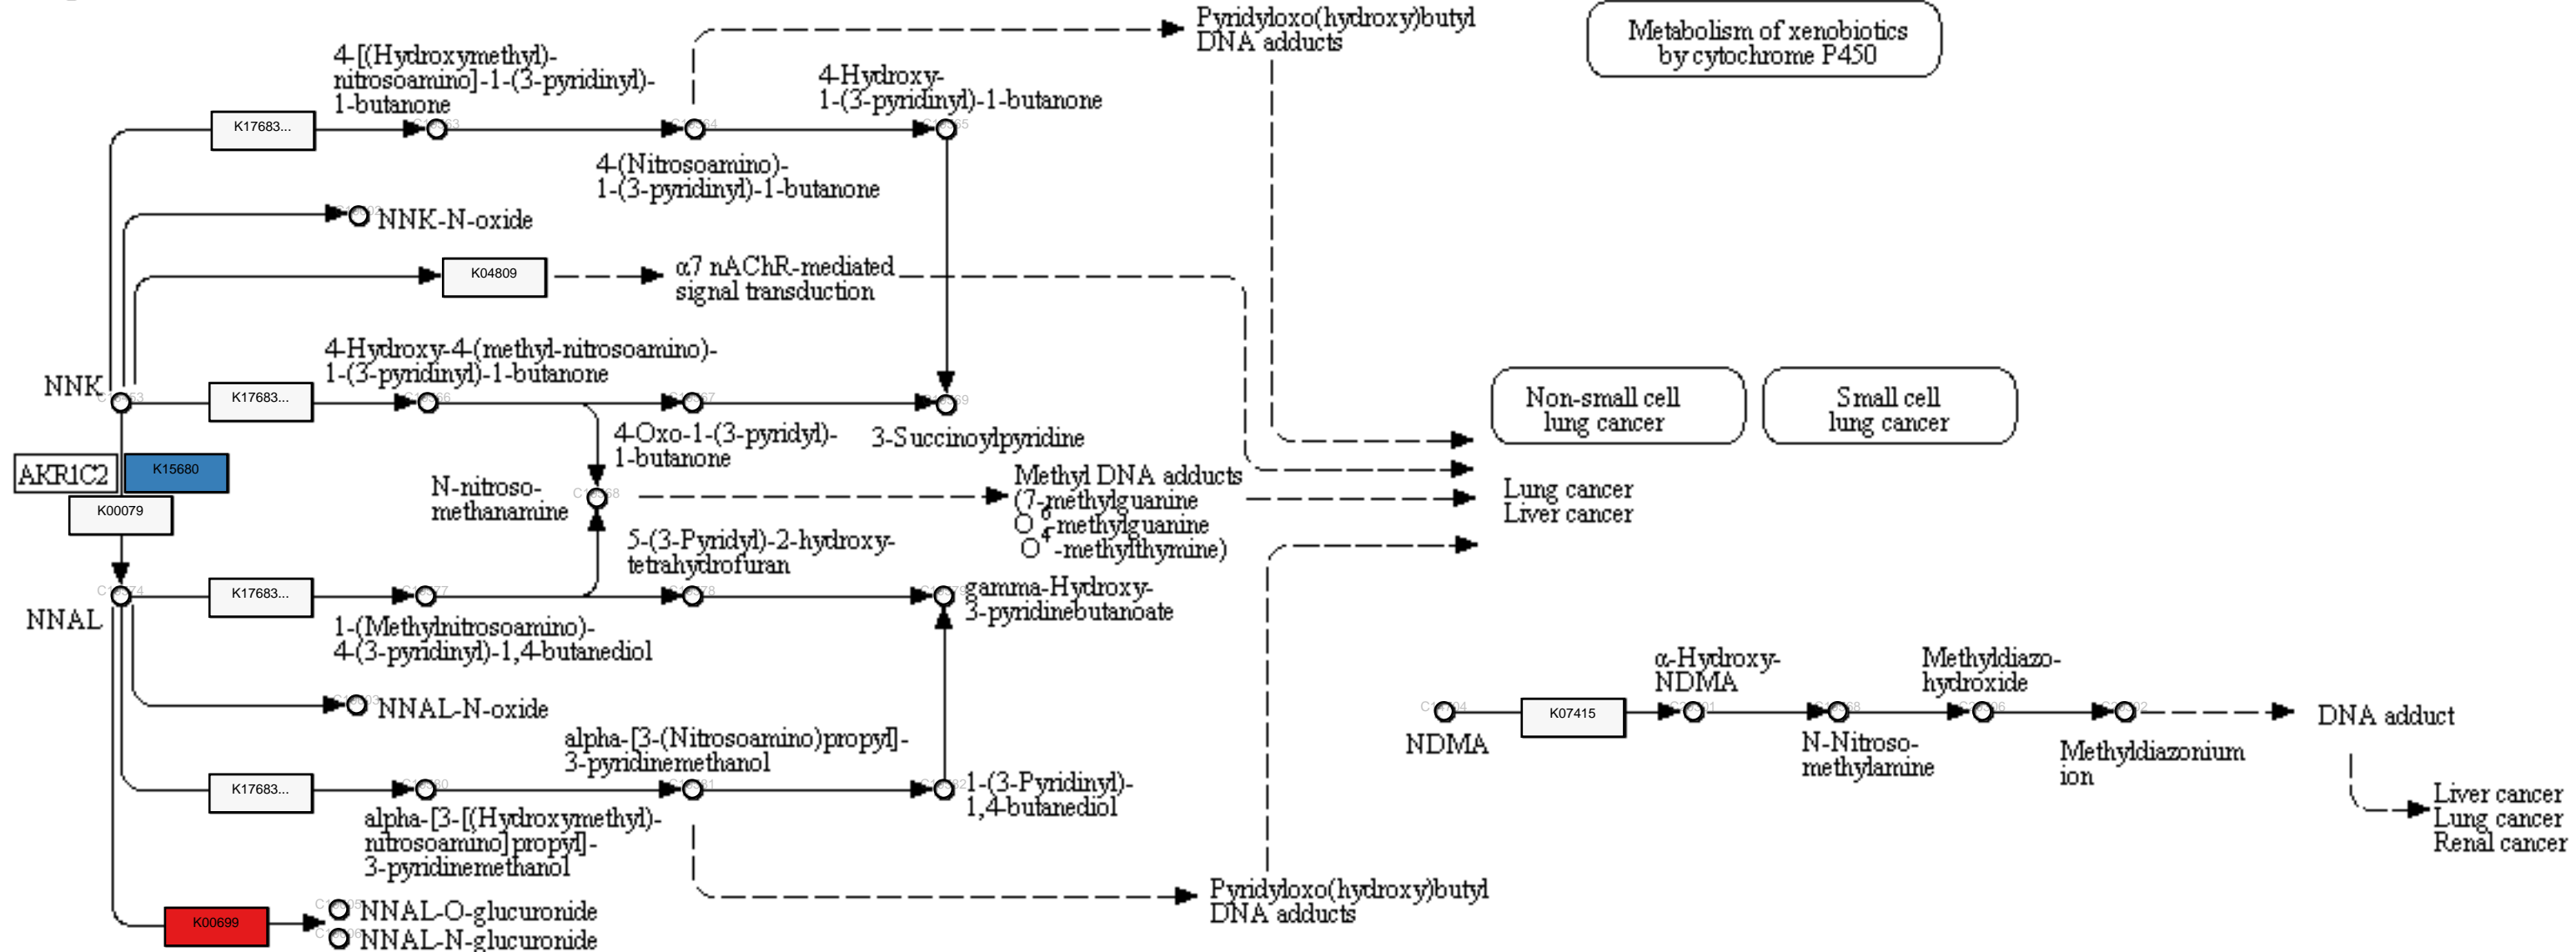 Pyridyloxo(hydroxy)butyl
DNA adducts
Metabolism of xenobiotics
by cytochrome P450
4-[(Hydroxymethyl)-
nitrosoamino]-1-(3-pyridinyl)-
1-butanone
4-Hydroxy-
1-(3-pyridinyl)-1-butanone
K17683...
4-(Nitrosoamino)-
1-(3-pyridinyl)-1-butanone
NNK-N-oxide
K04809
α7 nAChR-mediated
signal transduction
4-Hydroxy-4-(methyl-nitrosoamino)-
1-(3-pyridinyl)-1-butanone
NNK
K17683...
4-Oxo-1-(3-pyridyl)-
1-butanone
3-Succinoylpyridine
Non-small cell
lung cancer
Small cell
lung cancer
AKR1C2
K15680
K00079
N-nitroso-
methanamine
Methyl DNA adducts
(7-methylguanine
O6-methylguanine
O4-methylthymine)
Lung cancer
Liver cancer
5-(3-Pyridyl)-2-hydroxy-
tetrahydrofuran
NNAL
K17683...
gamma-Hydroxy-
3-pyridinebutanoate
1-(Methylnitrosoamino)-
4-(3-pyridinyl)-1,4-butanediol
NNAL-N-oxide
alpha-[3-(Nitrosoamino)propyl]-
3-pyridinemethanol
K17683...
1-(3-Pyridinyl)-
1,4-butanediol
alpha-[3-[(Hydroxymethyl)-
nitrosoamino]propyl]-
3-pyridinemethanol
K00699
NNAL-O-glucuronide
NNAL-N-glucuronide
Pyridyloxo(hydroxy)butyl
DNA adducts
NDMA
K07415
α-Hydroxy-
NDMA
N-Nitroso-
methylamine
Methyldiazo-
hydroxide
Methyldiazonium
ion
DNA adduct
Liver cancer
Lung cancer
Renal cancer